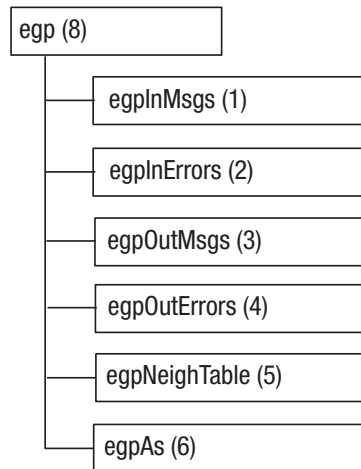 egp (8)
egpInMsgs (1)
egpInErrors (2)
egpOutMsgs (3)
egpOutErrors (4)
egpNeighTable (5)
egpAs (6)